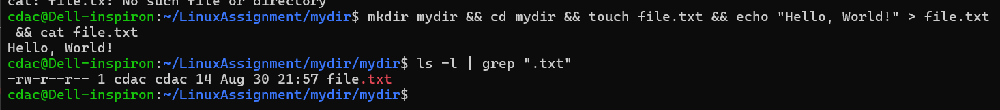 cat: file.tx: No such file or directory
cdac@Dell-inspiron:~/LinuxAssignment/mydir$ mkdir mydir && cd mydir && touch file.txt && echo "Hello, World!" > file.txt
 && cat file.txt
Hello, World!
cdac@Dell-inspiron:~/LinuxAssignment/mydir/mydir$ ls -l | grep ".txt"
-rw-r--r-- 1 cdac cdac 14 Aug 30 21:57 file.txt
cdac@Dell-inspiron:~/LinuxAssignment/mydir/mydir$